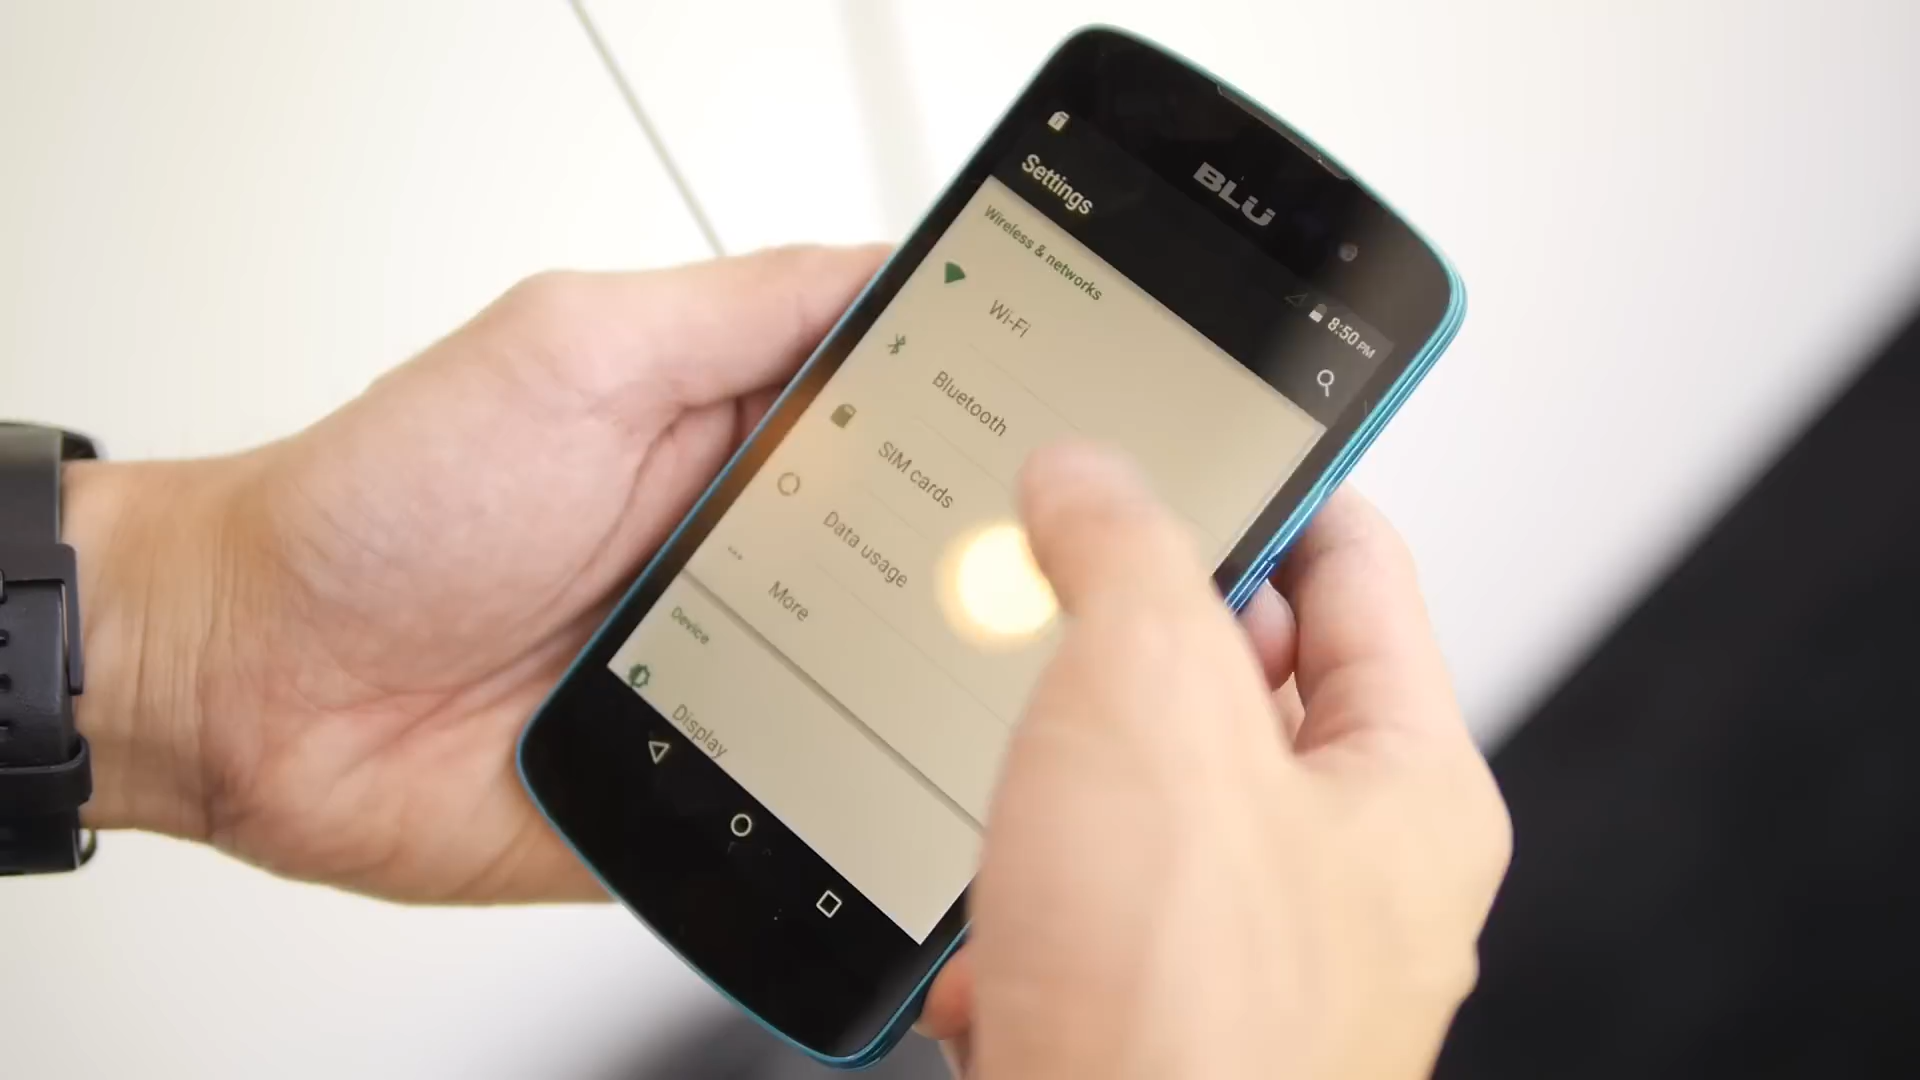 BLU
8:50 PM
Settings
Wireless & networks
Wi-Fi
Bluetooth
SIM cards
Data usage
More
Device
Display